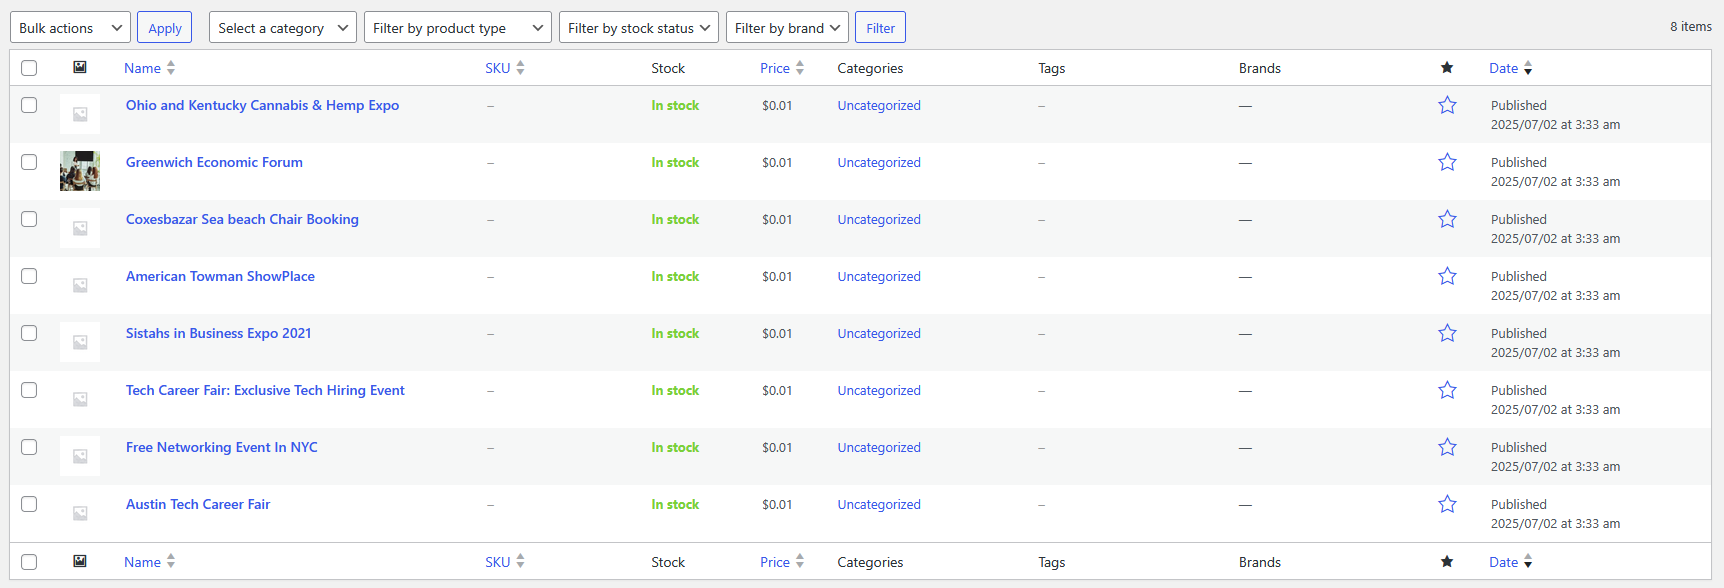 Bulk actions Apply Select a category Filter by product type Filter by stock status Filter by brand Filter 8 items
Name SKU Stock Price Categories Tags Brands Date
Ohio and Kentucky Cannabis & Hemp Expo – In stock $0.01 Uncategorized – — Published
2025/07/02 at 3:33 am
Greenwich Economic Forum – In stock $0.01 Uncategorized – — Published
2025/07/02 at 3:33 am
Coxesbazar Sea beach Chair Booking – In stock $0.01 Uncategorized – — Published
2025/07/02 at 3:33 am
American Towman ShowPlace – In stock $0.01 Uncategorized – — Published
2025/07/02 at 3:33 am
Sistahs in Business Expo 2021 – In stock $0.01 Uncategorized – — Published
2025/07/02 at 3:33 am
Tech Career Fair: Exclusive Tech Hiring Event – In stock $0.01 Uncategorized – — Published
2025/07/02 at 3:33 am
Free Networking Event In NYC – In stock $0.01 Uncategorized – — Published
2025/07/02 at 3:33 am
Austin Tech Career Fair – In stock $0.01 Uncategorized – — Published
2025/07/02 at 3:33 am
Name SKU Stock Price Categories Tags Brands Date